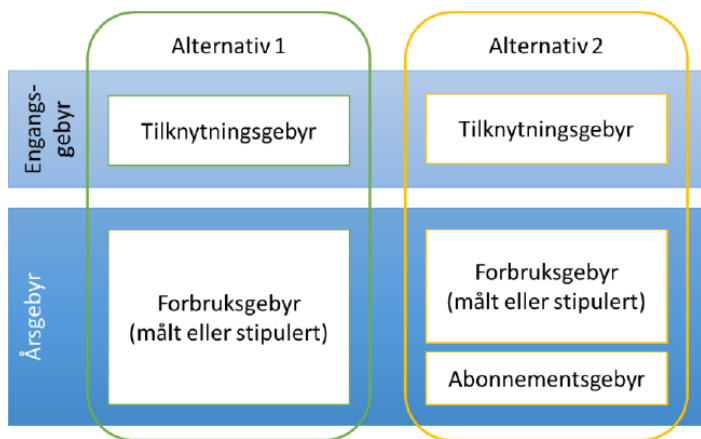 Alternativ 1
Alternativ 2
Engangs-
gebyr
Tilknytningsgebyr
Tilknytningsgebyr
Årsgebyr
Forbruksgebyr
(målt eller stipulert)
Forbruksgebyr
(målt eller stipulert)
Abonnementsgebyr